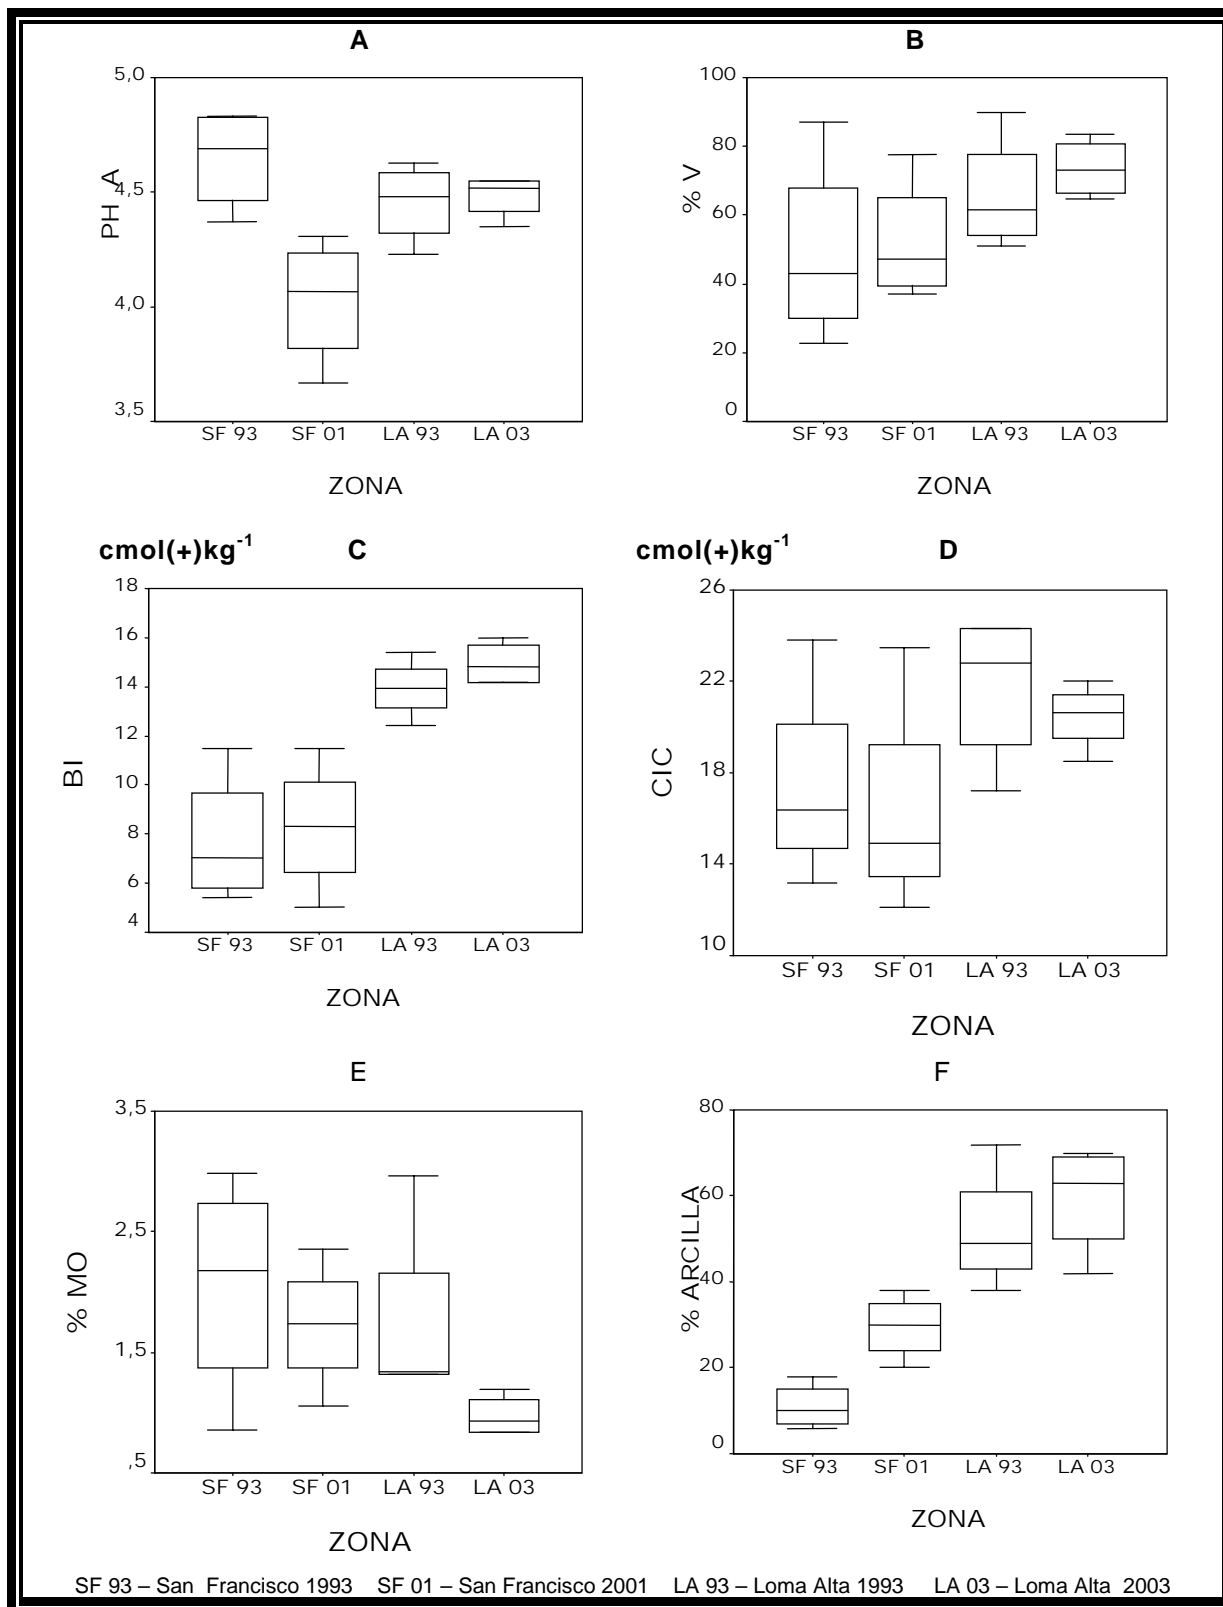 A
5,0
4,5
4,0
3,5
PH A
SF 93 SF 01 LA 93 LA 03
ZONA
B
100
80
60
40
20
0
% V
SF 93 SF 01 LA 93 LA 03
ZONA
cmol(+)kg-1 C
18
16
14
12
10
8
6
4
BI
SF 93 SF 01 LA 93 LA 03
ZONA
cmol(+)kg-1 D
26
22
18
14
10
CIC
SF 93 SF 01 LA 93 LA 03
ZONA
E
3,5
2,5
1,5
,5
% MO
SF 93 SF 01 LA 93 LA 03
ZONA
F
80
60
40
20
0
% ARCILLA
SF 93 SF 01 LA 93 LA 03
ZONA
SF 93 – San Francisco 1993 SF 01 – San Francisco 2001 LA 93 – Loma Alta 1993 LA 03 – Loma Alta 2003